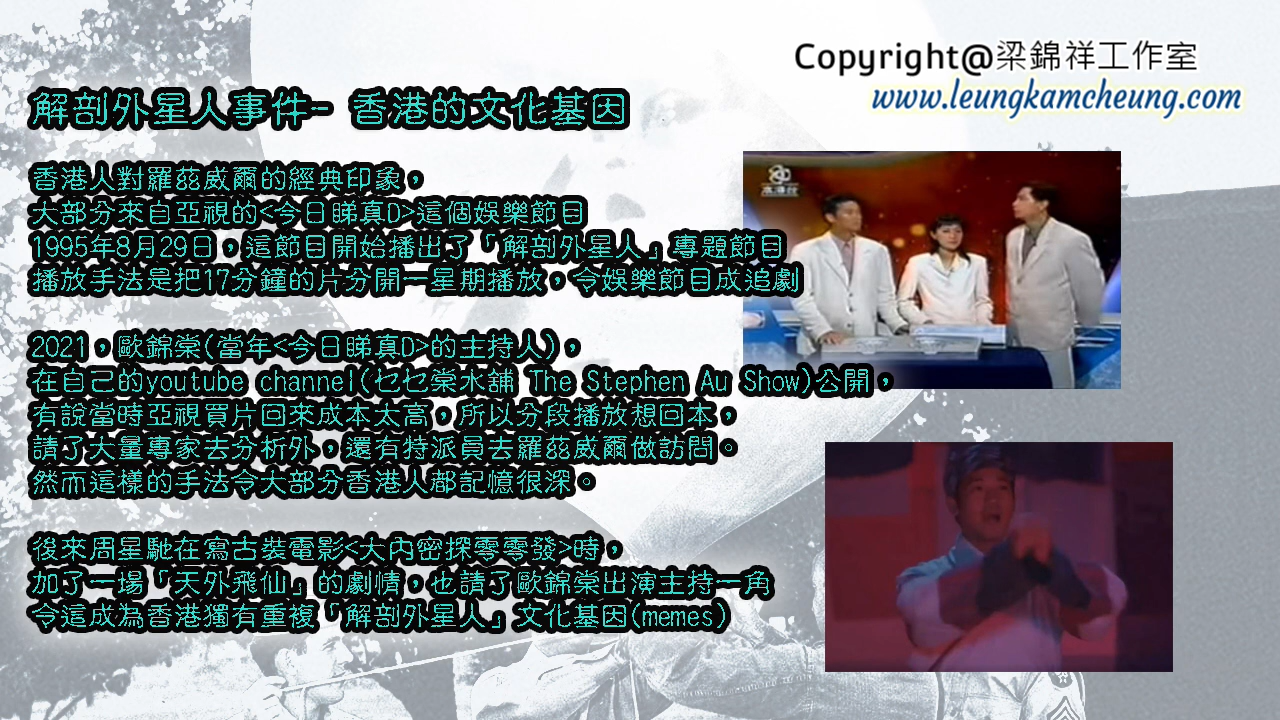 Copyright@梁錦祥工作室
www.leungkamcheung.com
解剖外星人事件- 香港的文化基因
香港人對羅茲威爾的經典印象，
大部分來自亞視的<今日睇真D>這個娛樂節目
1995年8月29日，這節目開始播出了「解剖外星人」專題節目
播放手法是把17分鐘的片分開一星期播放，令娛樂節目成追劇
2021，歐錦棠(當年<今日睇真D>的主持人)，
在自己的youtube channel(乜乜棠水舖 The Stephen Au Show)公開，
有說當時亞視買片回來成本太高，所以分段播放想回本，
請了大量專家去分析外，還有特派員去羅茲威爾做訪問。
然而這樣的手法令大部分香港人都記憶很深。
後來周星馳在寫古裝電影<大內密探零零發>時，
加了一場「天外飛仙」的劇情，也請了歐錦棠出演主持一角
令這成為香港獨有重複「解剖外星人」文化基因(memes)
本港台